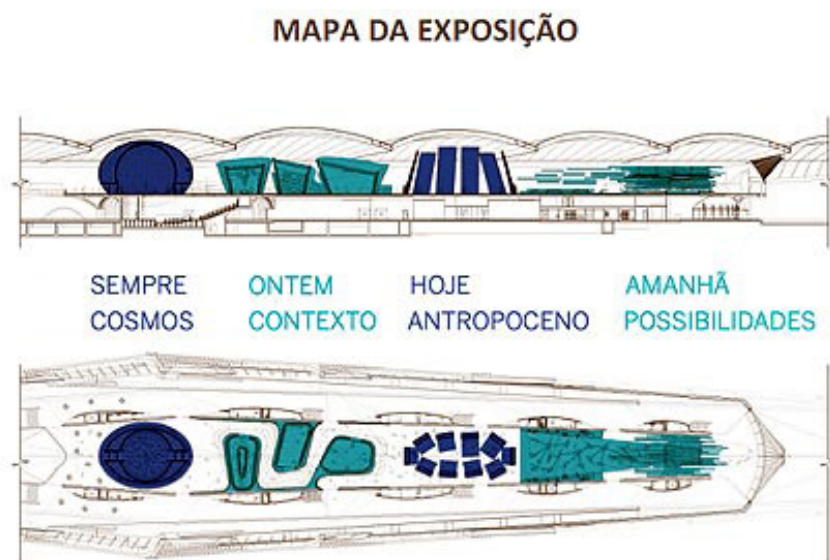 MAPA DA EXPOSIÇÃO
SEMPRE COSMOS
ONTEM CONTEXTO
HOJE ANTROPOCENO
AMANHÃ POSSIBILIDADES